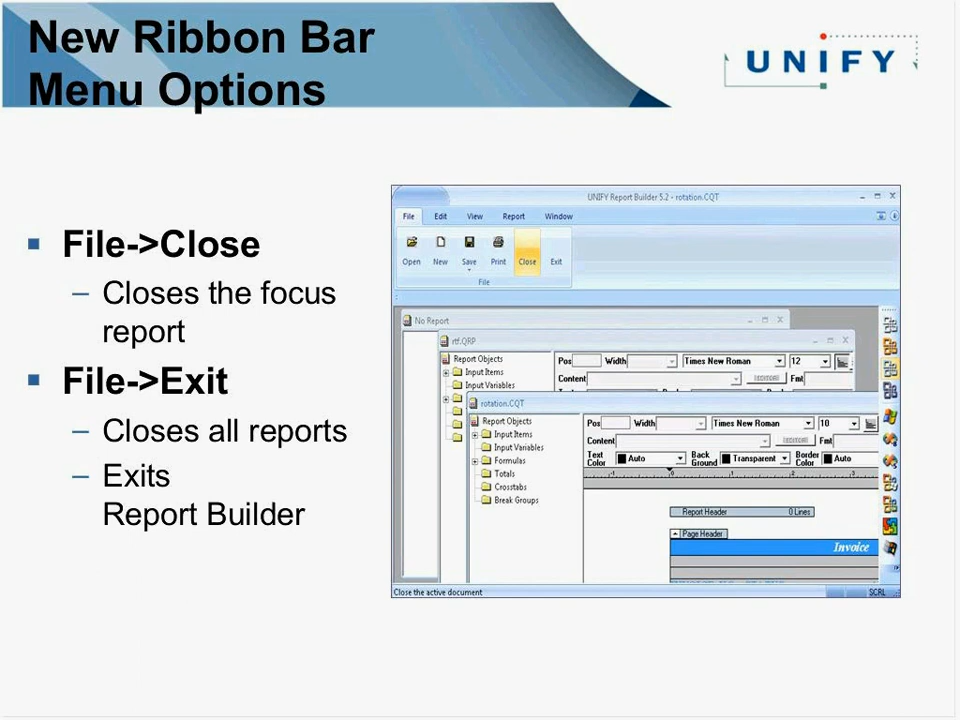 New Ribbon Bar
Menu Options
UNIFY
File->Close
– Closes the focus
report
File->Exit
– Closes all reports
– Exits
Report Builder
UNIFY Report Builder 5.2 - rotation.CQT
File Edit View Report Window
Open New Save Print Close Exit
File
No Report
rtf.QRP
Report Objects
Input Items
Input Variables
Pos Width Times New Roman 12
Content Fmt
rotation.CQT
Report Objects
Input Items
Input Variables
Formulas
Totals
Crosstabs
Break Groups
Pos Width Times New Roman 10
Content Fmt
Text Color Auto Back Ground Transparent Border Color Auto
1 2 3
Report Header 0 Lines
Page Header
Invoice
Close the active document SCRL